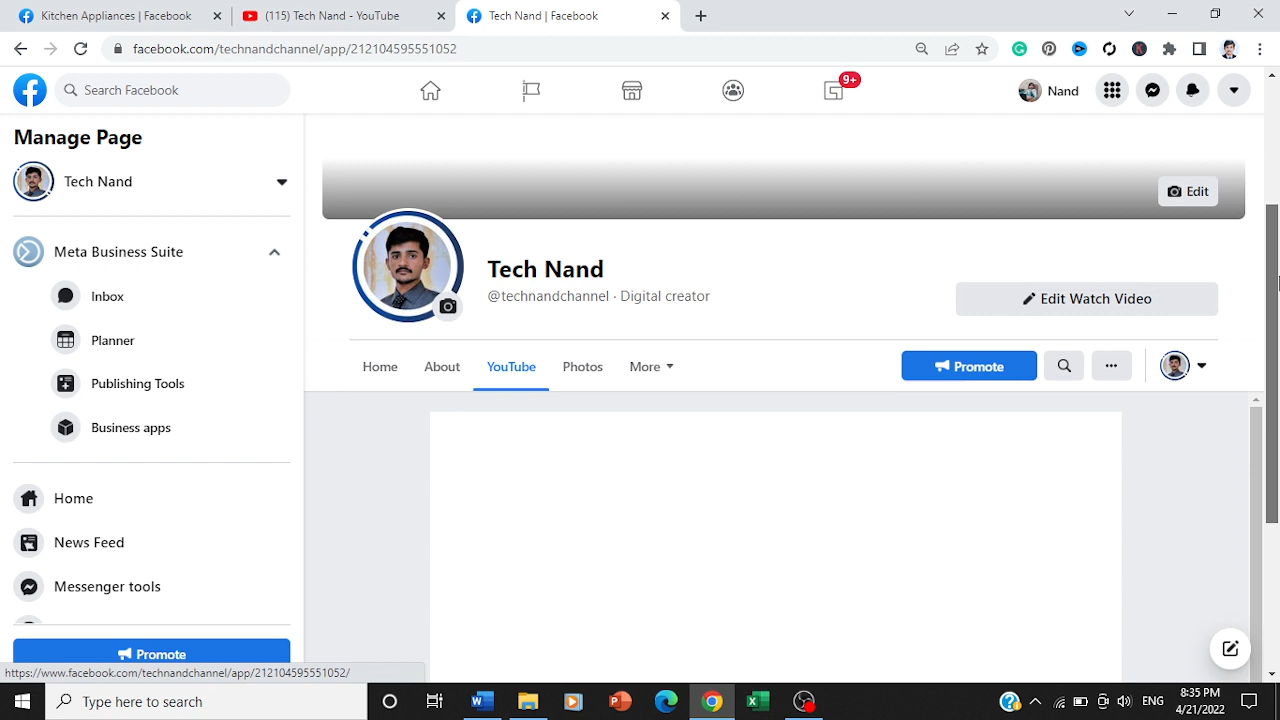 Kitchen Appliances | Facebook
(115) Tech Nand - YouTube
Tech Nand | Facebook
facebook.com/technandchannel/app/212104595551052
Search Facebook
9+
Nand
Manage Page
Tech Nand
Meta Business Suite
Inbox
Planner
Publishing Tools
Business apps
Home
News Feed
Messenger tools
Promote
https://www.facebook.com/technandchannel/app/212104595551052/
Edit
Tech Nand
@technandchannel · Digital creator
Edit Watch Video
Home
About
YouTube
Photos
More
Promote
Type here to search
ENG
8:35 PM
4/21/2022